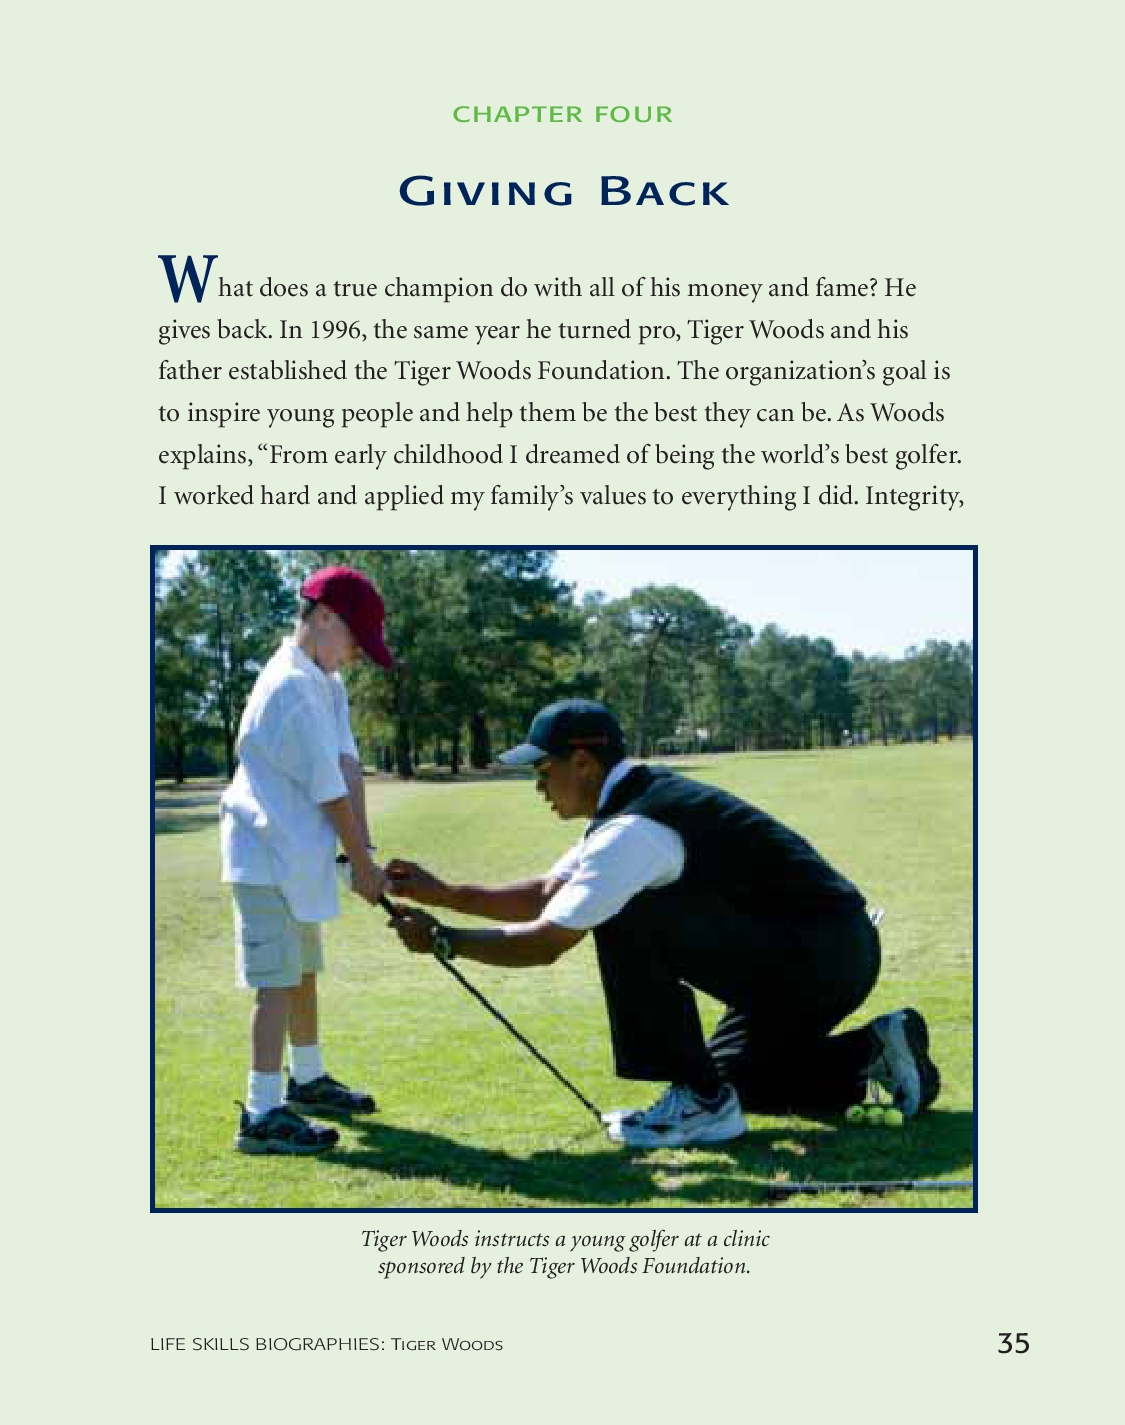 CHAPTER FOUR
Giving Back
What does a true champion do with all of his money and fame? He
gives back. In 1996, the same year he turned pro, Tiger Woods and his
father established the Tiger Woods Foundation. The organization’s goal is
to inspire young people and help them be the best they can be. As Woods
explains, “From early childhood I dreamed of being the world’s best golfer.
I worked hard and applied my family’s values to everything I did. Integrity,
Tiger Woods instructs a young golfer at a clinic
sponsored by the Tiger Woods Foundation.
LIFE SKILLS BIOGRAPHIES: Tiger Woods
35